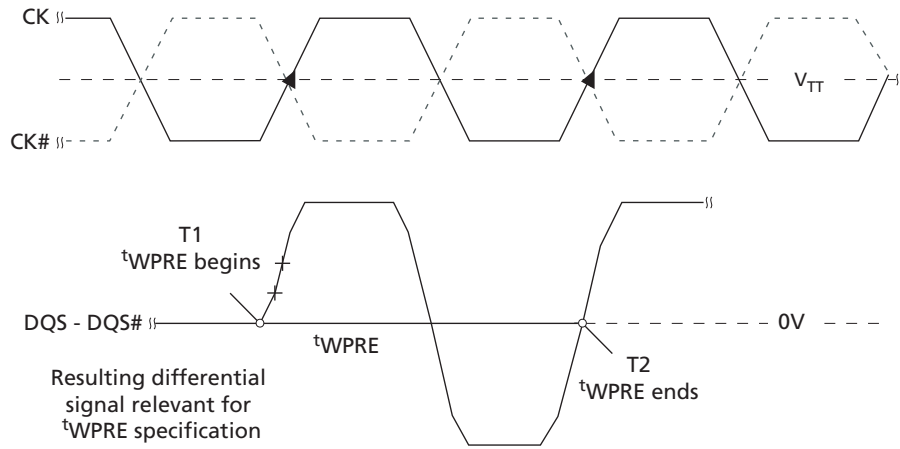 CK
V_TT
CK#
T1
tWPRE begins
DQS - DQS#
0V
tWPRE
T2
tWPRE ends
Resulting differential
signal relevant for
tWPRE specification